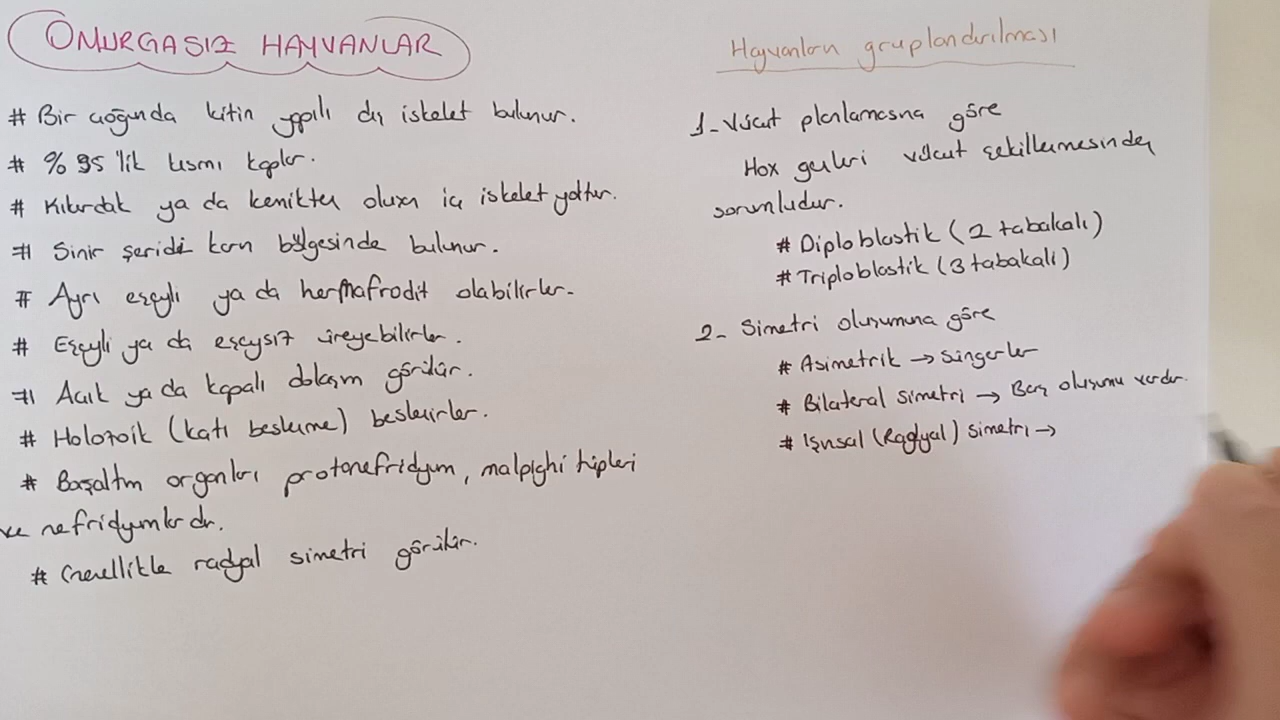 OMURGASIZ HAYVANLAR
# Bir çoğunda kitin yapılı dış iskelet bulunur.
# % 95 'lik kısmı kaplar.
# Kıkırdak ya da kemikten oluşan iç iskelet yoktur.
# Sinir şeridi karın bölgesinde bulunur.
# Ayrı eşeyli ya da hermafrodit olabilirler.
# Eşeyli ya da eşeysiz üreyebilirler.
# Açık ya da kapalı dolaşım görülür.
# Holozoik (katı beslenme) beslenirler.
# Boşaltım organları protonefridyum, malpighi tüpleri
ve nefridyumlardır.
# Genellikle radyal simetri görülür.
Hayvanların gruplandırılması
1- Vücut planlamasına göre
Hox genleri vücut şekillenmesinden
sorumludur.
# Diploblastik (2 tabakalı)
# Triploblastik (3 tabakalı)
2- Simetri oluşumuna göre
# Asimetrik → Süngerler
# Bilateral simetri → Baş oluşumu vardır.
# Işınsal (Radyal) simetri →